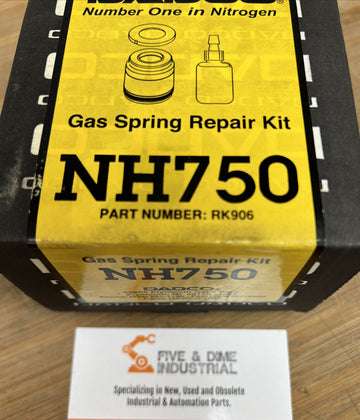 Number One in Nitrogen
Gas Spring Repair Kit
NH750
PART NUMBER: RK906
Gas Spring Repair Kit
NH750
DADCO
FIVE & DIME
INDUSTRIAL
Specializing in New, Used and Obsolete
Industrial & Automation Parts.